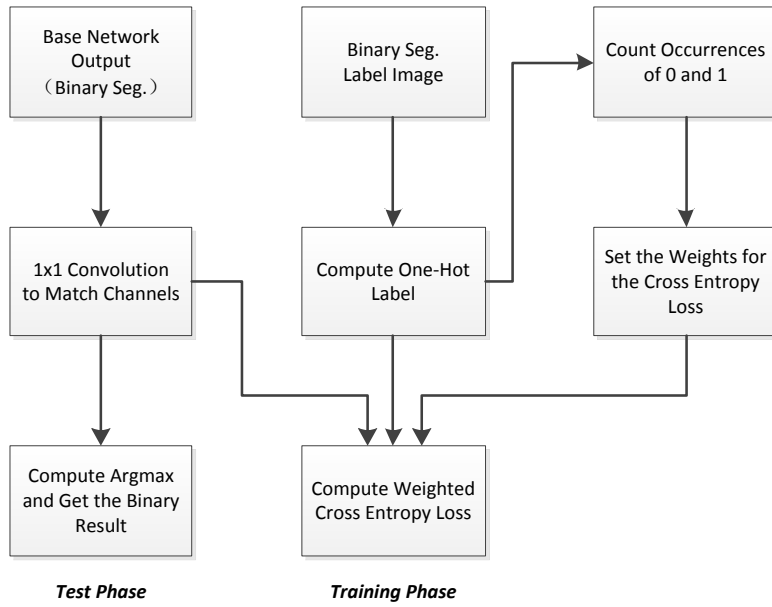 Base Network
Output
（Binary Seg.）
Binary Seg.
Label Image
Count Occurrences
of 0 and 1
1x1 Convolution
to Match Channels
Compute One-Hot
Label
Set the Weights for
the Cross Entropy
Loss
Compute Argmax
and Get the Binary
Result
Compute Weighted
Cross Entropy Loss
Test Phase
Training Phase